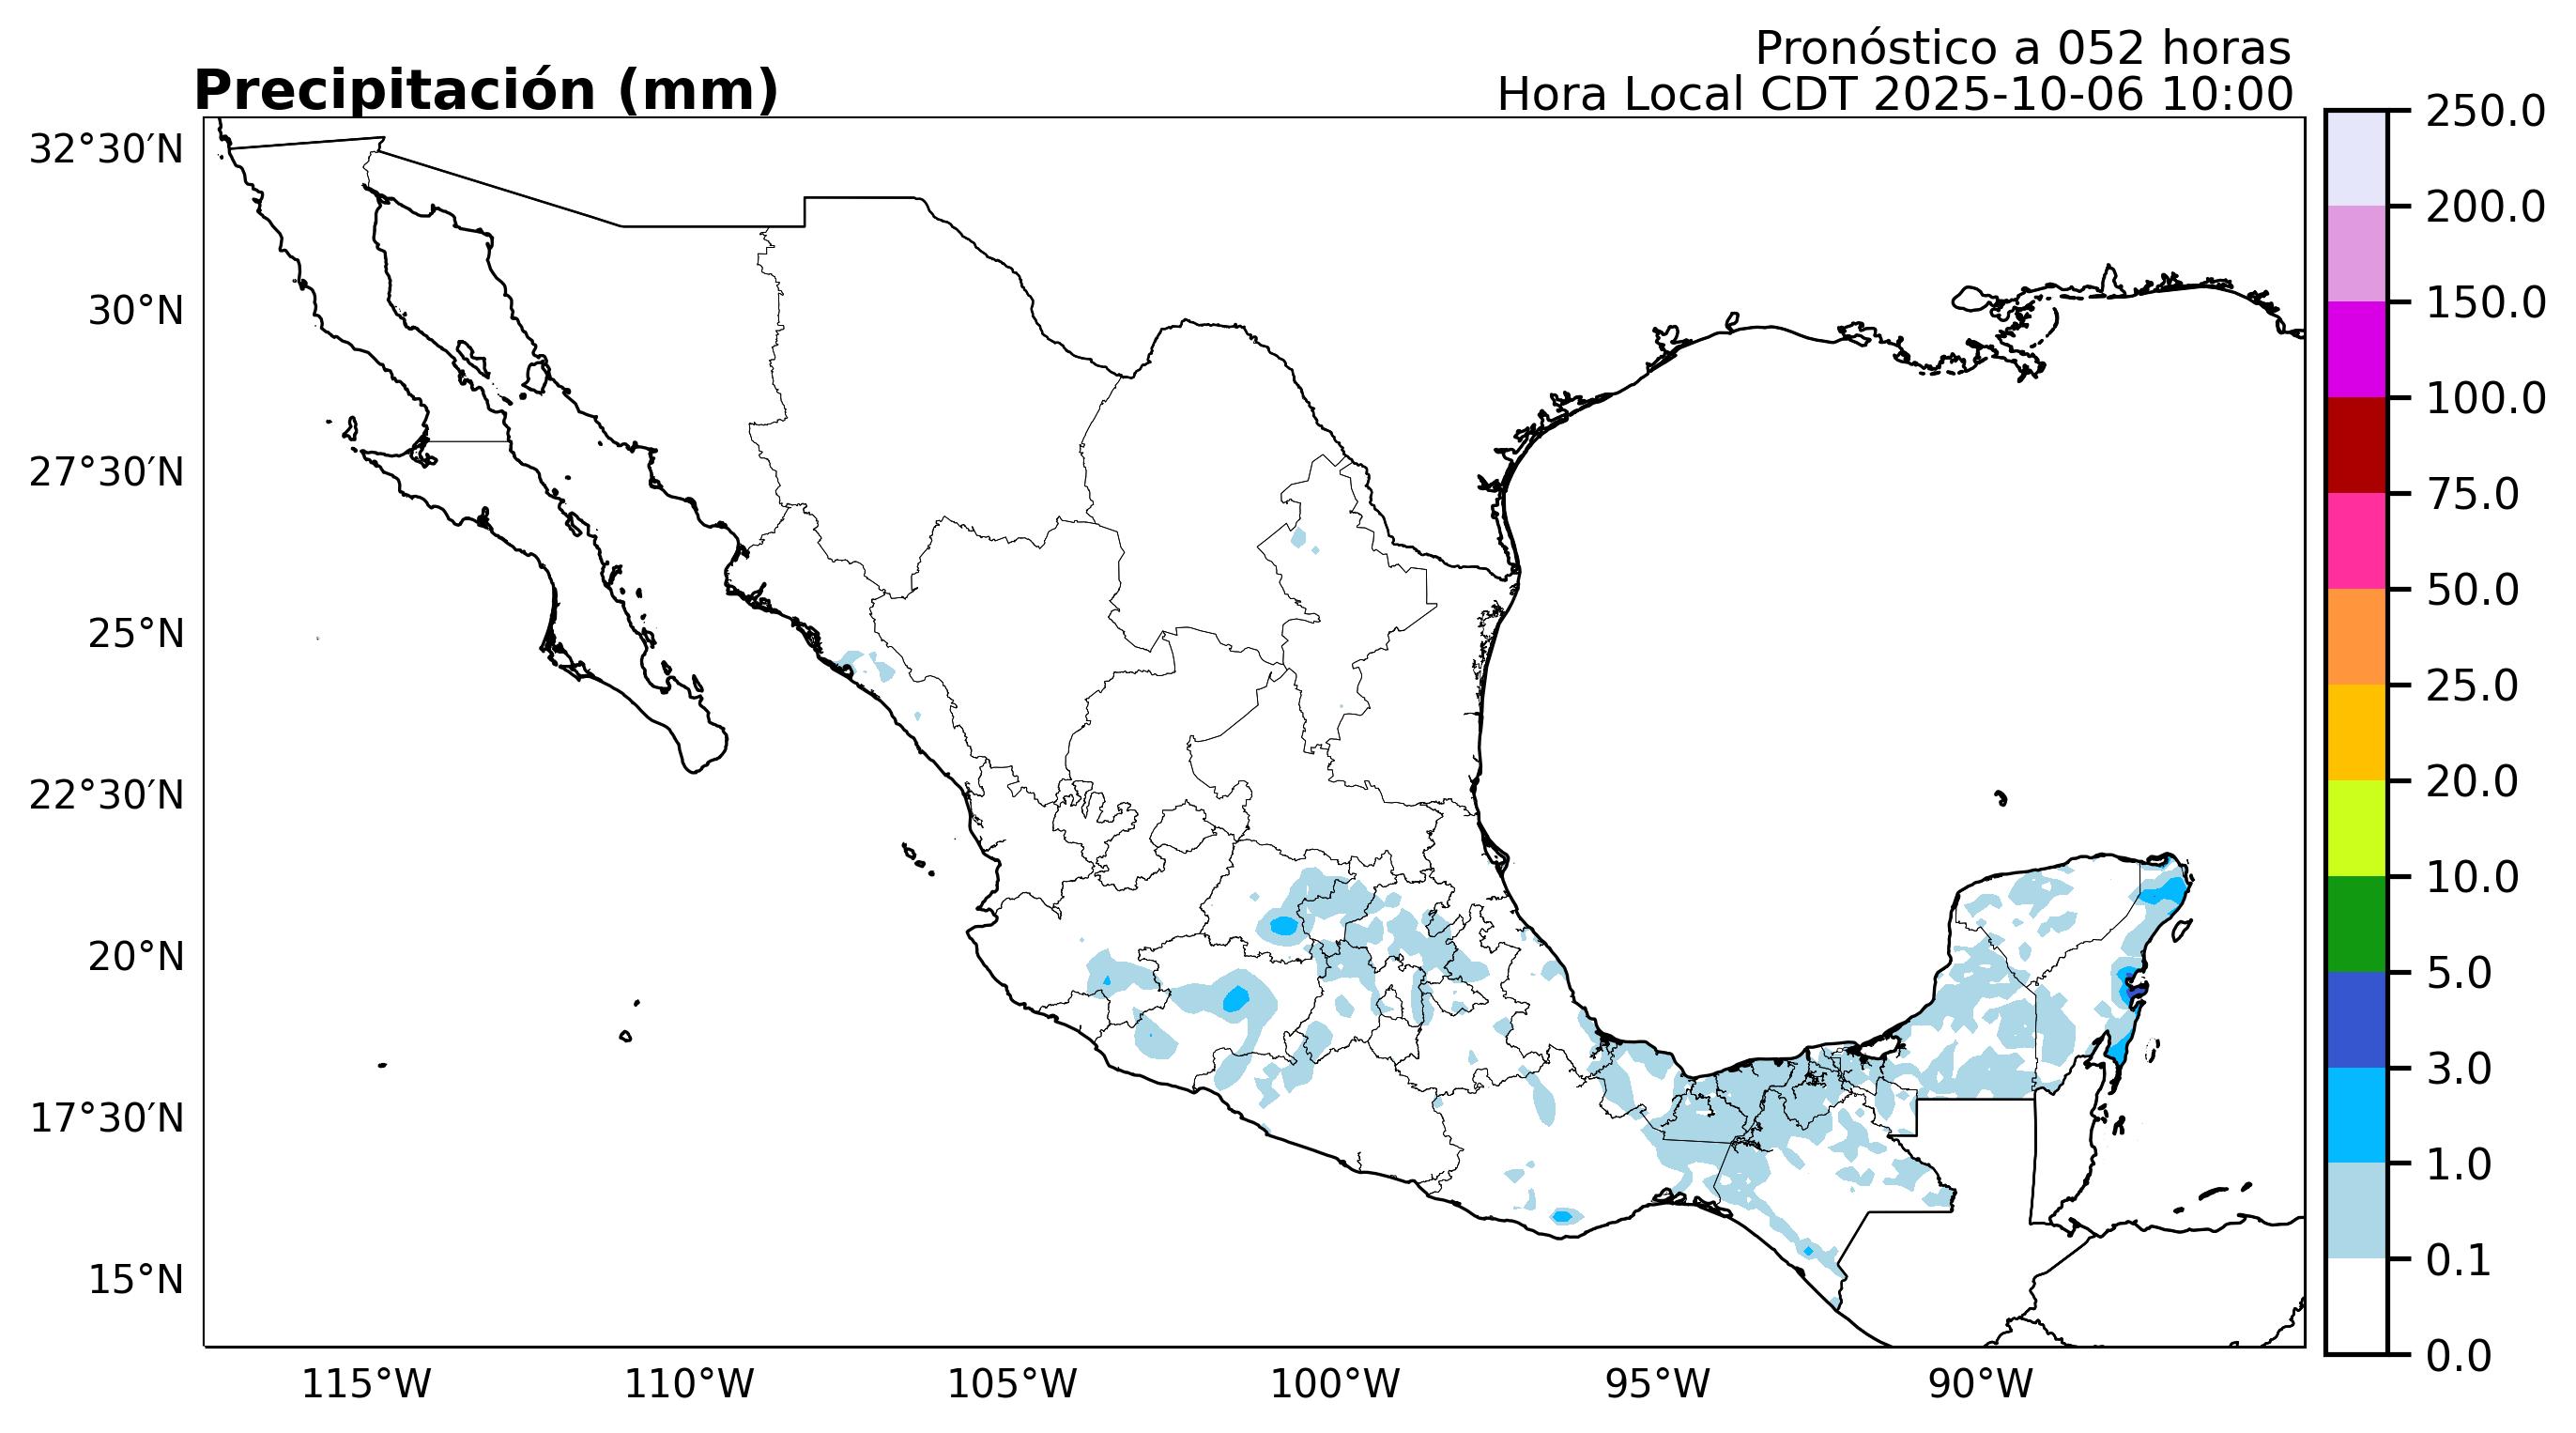 Pronóstico a 052 horas
Precipitación (mm)
Hora Local CDT 2025-10-06 10:00
32°30′N
30°N
27°30′N
25°N
22°30′N
20°N
17°30′N
15°N
115°W
110°W
105°W
100°W
95°W
90°W
250.0
200.0
150.0
100.0
75.0
50.0
25.0
20.0
10.0
5.0
3.0
1.0
0.1
0.0